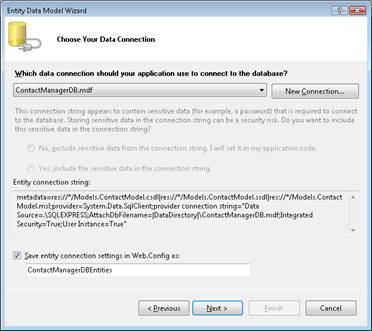 Entity Data Model Wizard
Choose Your Data Connection
Which data connection should your application use to connect to the database?
ContactManagerDB.mdf
New Connection...
This connection string appears to contain sensitive data (for example, a password) that is required to connect
to the database. Storing sensitive data in the connection string can be a security risk. Do you want to include
this sensitive data in the connection string?
No, exclude sensitive data from the connection string. I will set it in my application code.
Yes, include the sensitive data in the connection string.
Entity connection string:
metadata=res://*/Models.ContactModel.csdl|res://*/Models.ContactModel.ssdl|res://*/Models.Contact
Model.msl;provider=System.Data.SqlClient;provider connection string="Data
Source=.\SQLEXPRESS;AttachDbFilename=|DataDirectory|\ContactManagerDB.mdf;Integrated
Security=True;User Instance=True"
Save entity connection settings in Web.Config as:
ContactManagerDBEntities
< Previous
Next >
Finish
Cancel